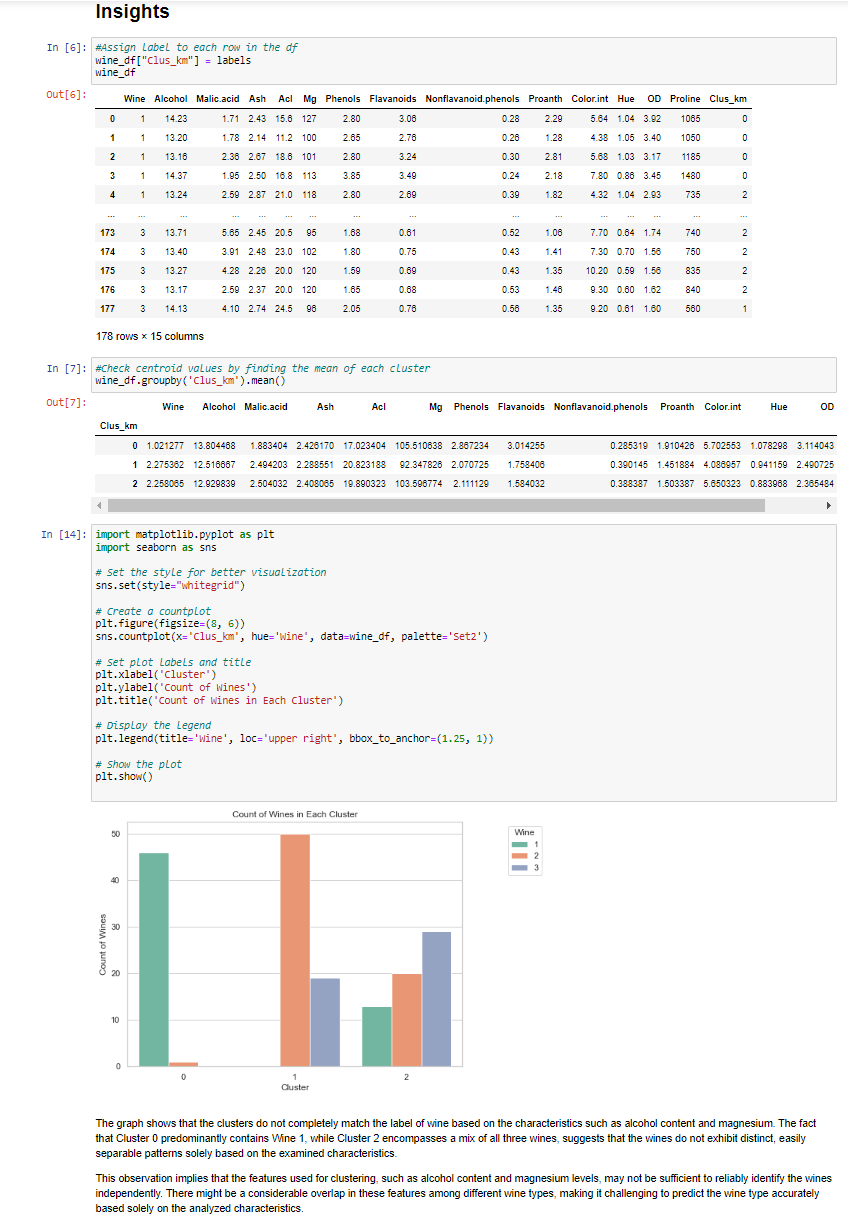 Insights
In [6]: #Assign label to each row in the df
wine_df["Clus_km"] = labels
wine_df
Out[6]:
Wine Alcohol Malic.acid Ash Acl Mg Phenols Flavanoids Nonflavanoid.phenols Proanth Color.int Hue OD Proline Clus_km
0 1 14.23 1.71 2.43 15.6 127 2.80 3.06 0.28 2.29 5.64 1.04 3.92 1065 0
1 1 13.20 1.78 2.14 11.2 100 2.65 2.76 0.26 1.28 4.38 1.05 3.40 1050 0
2 1 13.16 2.36 2.67 18.6 101 2.80 3.24 0.30 2.81 5.68 1.03 3.17 1185 0
3 1 14.37 1.95 2.50 16.8 113 3.85 3.49 0.24 2.18 7.80 0.86 3.45 1480 0
4 1 13.24 2.59 2.87 21.0 118 2.80 2.69 0.39 1.82 4.32 1.04 2.93 735 2
... ... ... ... ... ... ... ... ... ... ... ... ... ... ... ...
173 3 13.71 5.65 2.45 20.5 95 1.68 0.61 0.52 1.06 7.70 0.64 1.74 740 2
174 3 13.40 3.91 2.48 23.0 102 1.80 0.75 0.43 1.41 7.30 0.70 1.56 750 2
175 3 13.27 4.28 2.26 20.0 120 1.59 0.69 0.43 1.35 10.20 0.59 1.56 835 2
176 3 13.17 2.59 2.37 20.0 120 1.65 0.68 0.53 1.46 9.30 0.60 1.62 840 2
177 3 14.13 4.10 2.74 24.5 96 2.05 0.76 0.56 1.35 9.20 0.61 1.60 560 1
178 rows × 15 columns
In [7]: #Check centroid values by finding the mean of each cluster
wine_df.groupby('Clus_km').mean()
Out[7]:
Wine Alcohol Malic.acid Ash Acl Mg Phenols Flavanoids Nonflavanoid.phenols Proanth Color.int Hue OD
Clus_km
0 1.021277 13.804468 1.883404 2.426170 17.023404 105.510638 2.867234 3.014255 0.285319 1.910426 5.702553 1.078298 3.114043
1 2.275362 12.516667 2.494203 2.288551 20.823188 92.347826 2.070725 1.758406 0.390145 1.451884 4.086957 0.941159 2.490725
2 2.258065 12.929839 2.504032 2.408065 19.890323 103.596774 2.111129 1.584032 0.388387 1.503387 5.650323 0.883968 2.365484
In [14]: import matplotlib.pyplot as plt
import seaborn as sns
# Set the style for better visualization
sns.set(style="whitegrid")
# Create a countplot
plt.figure(figsize=(8, 6))
sns.countplot(x='Clus_km', hue='Wine', data=wine_df, palette='Set2')
# Set plot labels and title
plt.xlabel('Cluster')
plt.ylabel('Count of Wines')
plt.title('Count of Wines in Each Cluster')
# Display the legend
plt.legend(title='Wine', loc='upper right', bbox_to_anchor=(1.25, 1))
# Show the plot
plt.show()
Count of Wines in Each Cluster
50
40
30
20
10
0
Count of Wines
0 1 2
Cluster
Wine
1
2
3
The graph shows that the clusters do not completely match the label of wine based on the characteristics such as alcohol content and magnesium. The fact
that Cluster 0 predominantly contains Wine 1, while Cluster 2 encompasses a mix of all three wines, suggests that the wines do not exhibit distinct, easily
separable patterns solely based on the examined characteristics.
This observation implies that the features used for clustering, such as alcohol content and magnesium levels, may not be sufficient to reliably identify the wines
independently. There might be a considerable overlap in these features among different wine types, making it challenging to predict the wine type accurately
based solely on the analyzed characteristics.